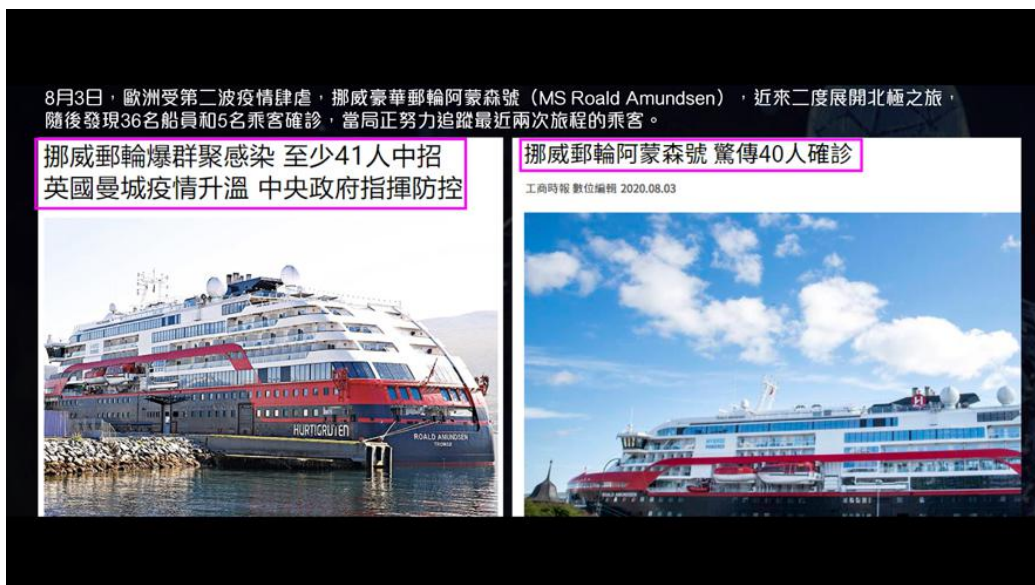 8月3日,歐洲受第二波疫情肆虐,挪威豪華郵輪阿蒙森號(MS Roald Amundsen),近來二度展開北極之旅,
隨後發現36名船員和5名乘客確診,當局正努力追蹤最近兩次旅程的乘客。
挪威郵輪爆群聚感染 至少41人中招
英國曼城疫情升溫 中央政府指揮防控
挪威郵輪阿蒙森號 驚傳40人確診
工商時報 數位編輯 2020.08.03
HURTIGRUTEN
ROALD AMUNDSEN
TROMSØ
ROALD AMUNDSEN